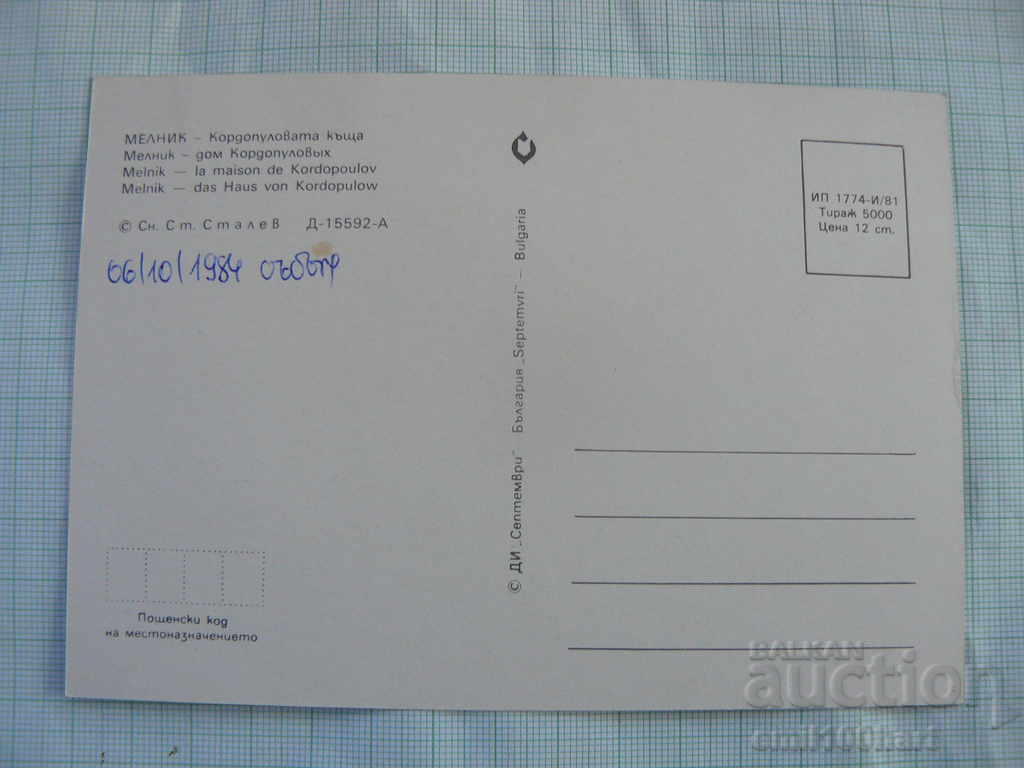 МЕЛНИК – Кордопуловата къща
Мелник – дом Кордопуловых
Melnik — la maison de Kordopoulov
Melnik — das Haus von Kordopulow
© Сн. Ст. Сталев Д-15592-А
06/10/1984 събота
Пощенски код
на местоназначението
© ДИ „Септември" България „Septemvri" – Bulgaria
ИП 1774-И/81
Тираж 5000
Цена 12 ст.
BALKAN
auction
emil100kar1